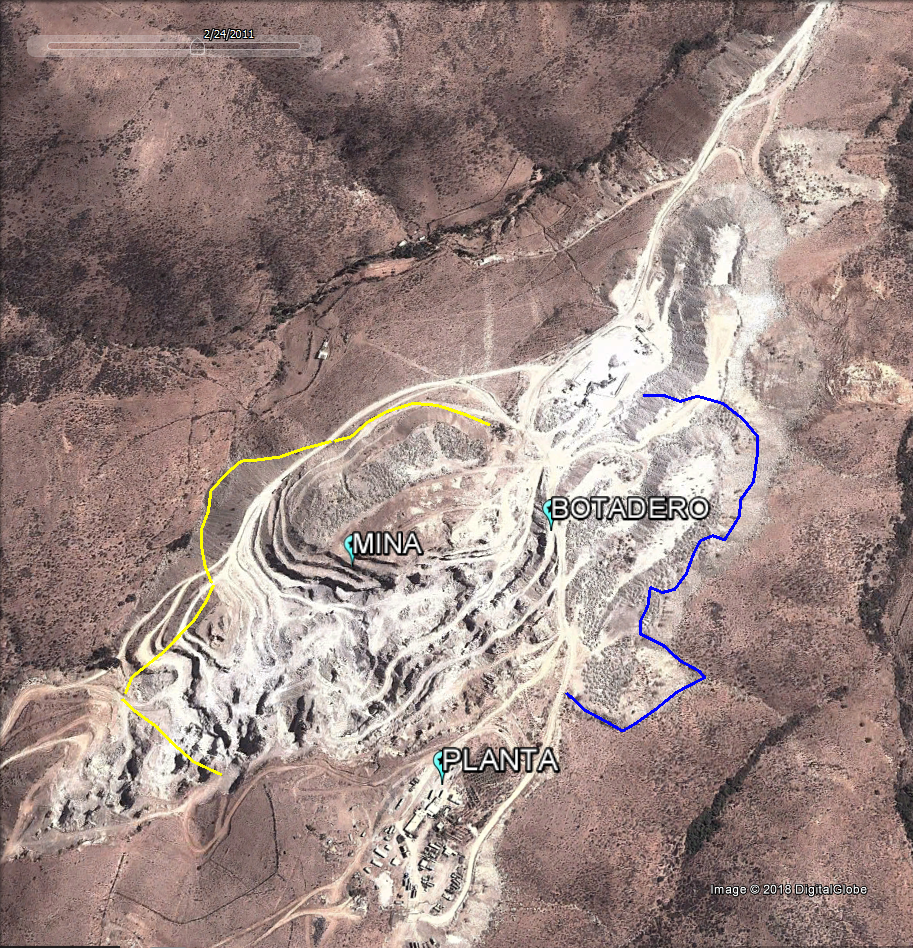 2/24/2011
BOTADERO
MINA
PLANTA
Image © 2018 DigitalGlobe